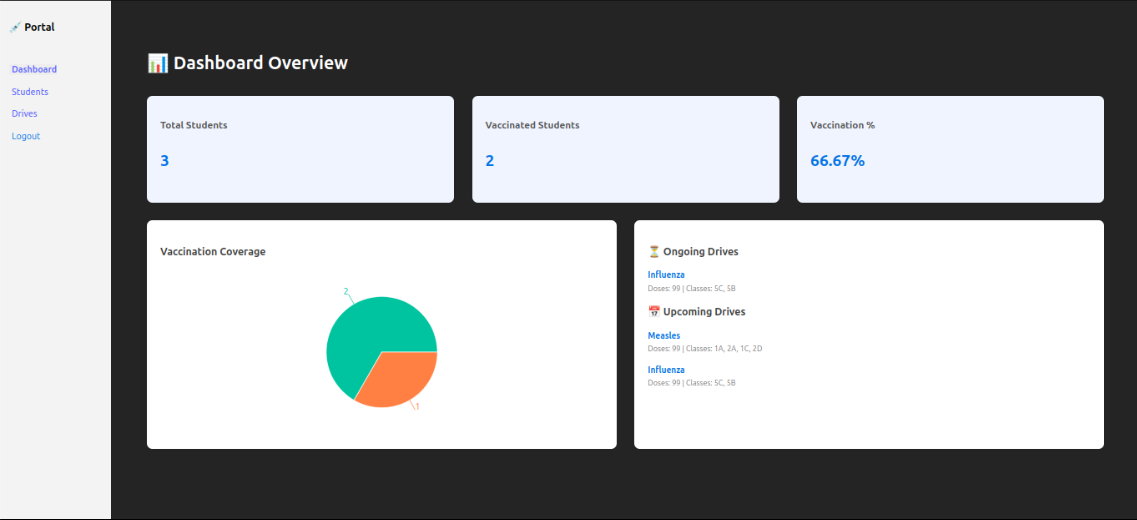 💉 Portal
Dashboard
Students
Drives
Logout
📊 Dashboard Overview
Total Students
3
Vaccinated Students
2
Vaccination %
66.67%
Vaccination Coverage
2
1
⏳ Ongoing Drives
Influenza
Doses: 99 | Classes: 5C, 5B
📅 Upcoming Drives
Measles
Doses: 99 | Classes: 1A, 2A, 1C, 2D
Influenza
Doses: 99 | Classes: 5C, 5B